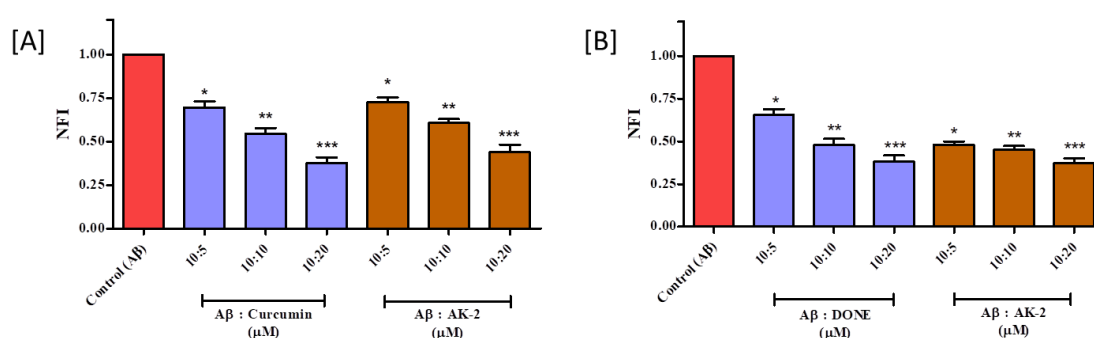 [A]
NFI
1.00
0.75
0.50
0.25
0.00
*
**
***
*
**
***
Control (Aβ)
10:5
10:10
10:20
10:5
10:10
10:20
Aβ : Curcumin
(μM)
Aβ : AK-2
(μM)
[B]
NFI
1.00
0.75
0.50
0.25
0.00
*
**
***
*
**
***
Control (Aβ)
10:5
10:10
10:20
10:5
10:10
10:20
Aβ : DONE
(μM)
Aβ : AK-2
(μM)